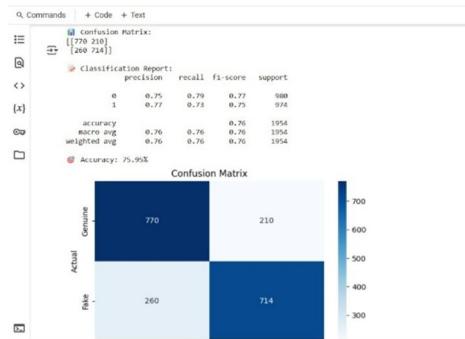 Commands + Code + Text
Confusion Matrix:
[[770 210]
[260 714]]
Classification Report:
precision recall f1-score support
0 0.75 0.79 0.77 980
1 0.77 0.73 0.75 974
accuracy 0.76 1954
macro avg 0.76 0.76 0.76 1954
weighted avg 0.76 0.76 0.76 1954
Accuracy: 75.95%
Confusion Matrix
Genuine 770 210
Fake 260 714
Actual
700
600
500
400
300